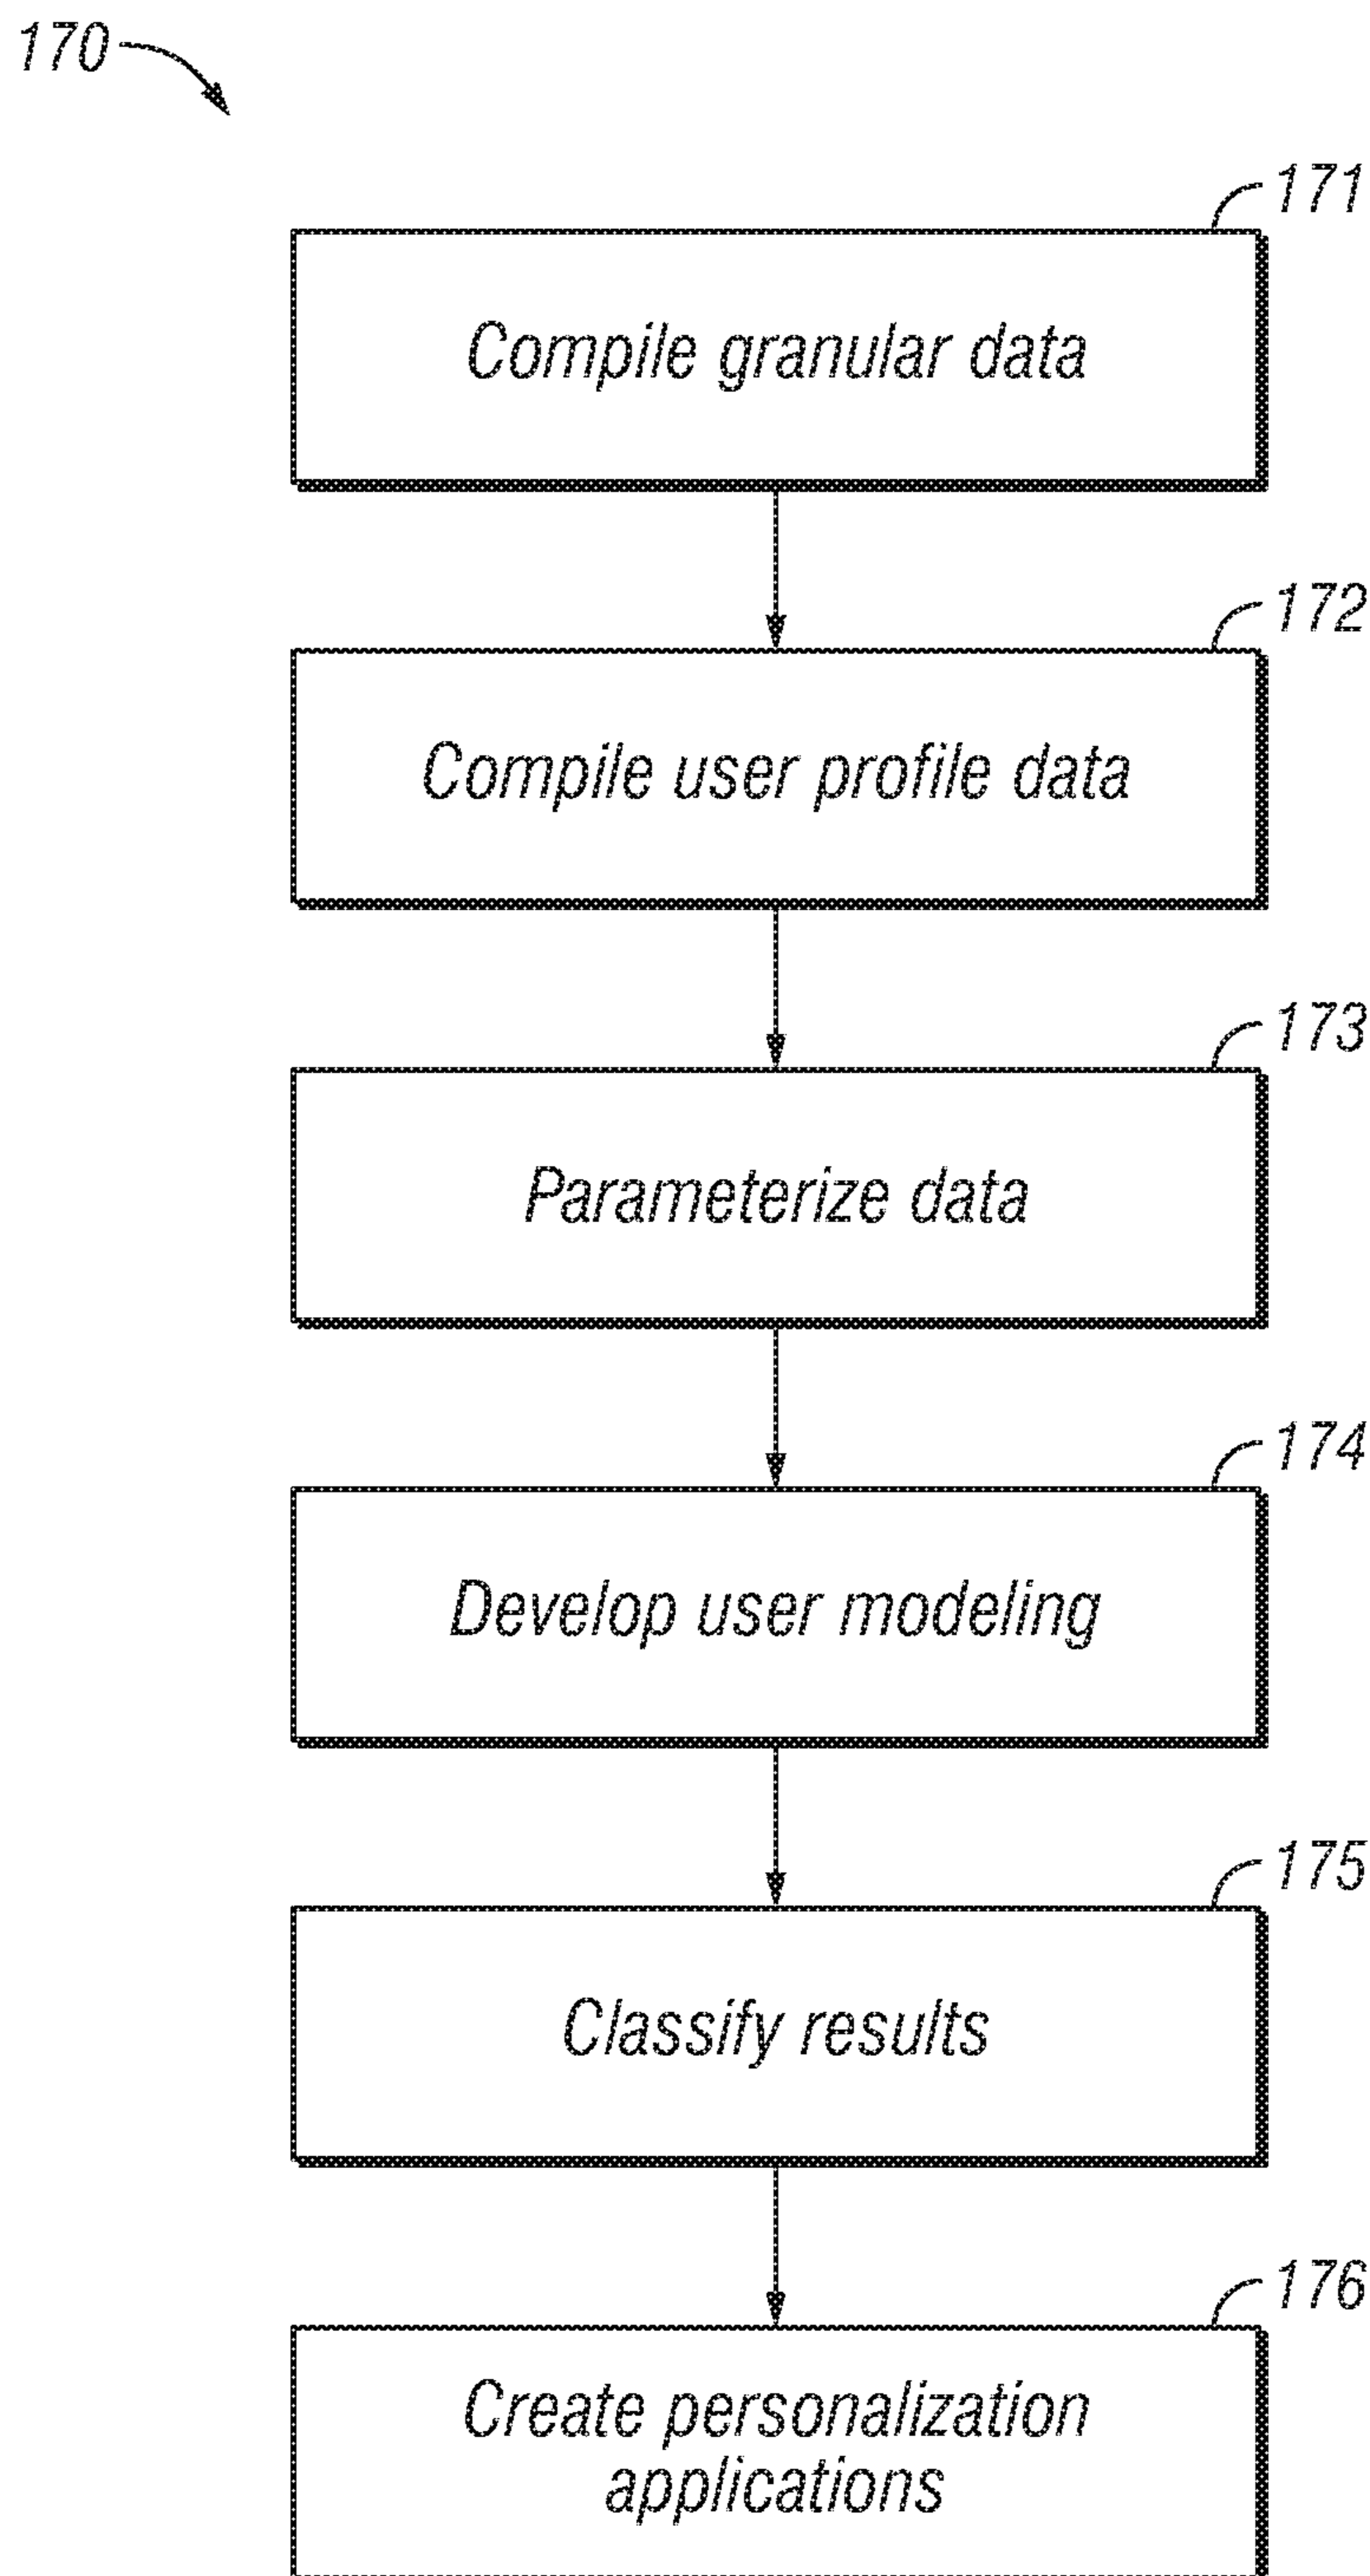 170
171
Compile granular data
172
Compile user profile data
173
Parameterize data
174
Develop user modeling
175
Classify results
176
Create personalization
applications